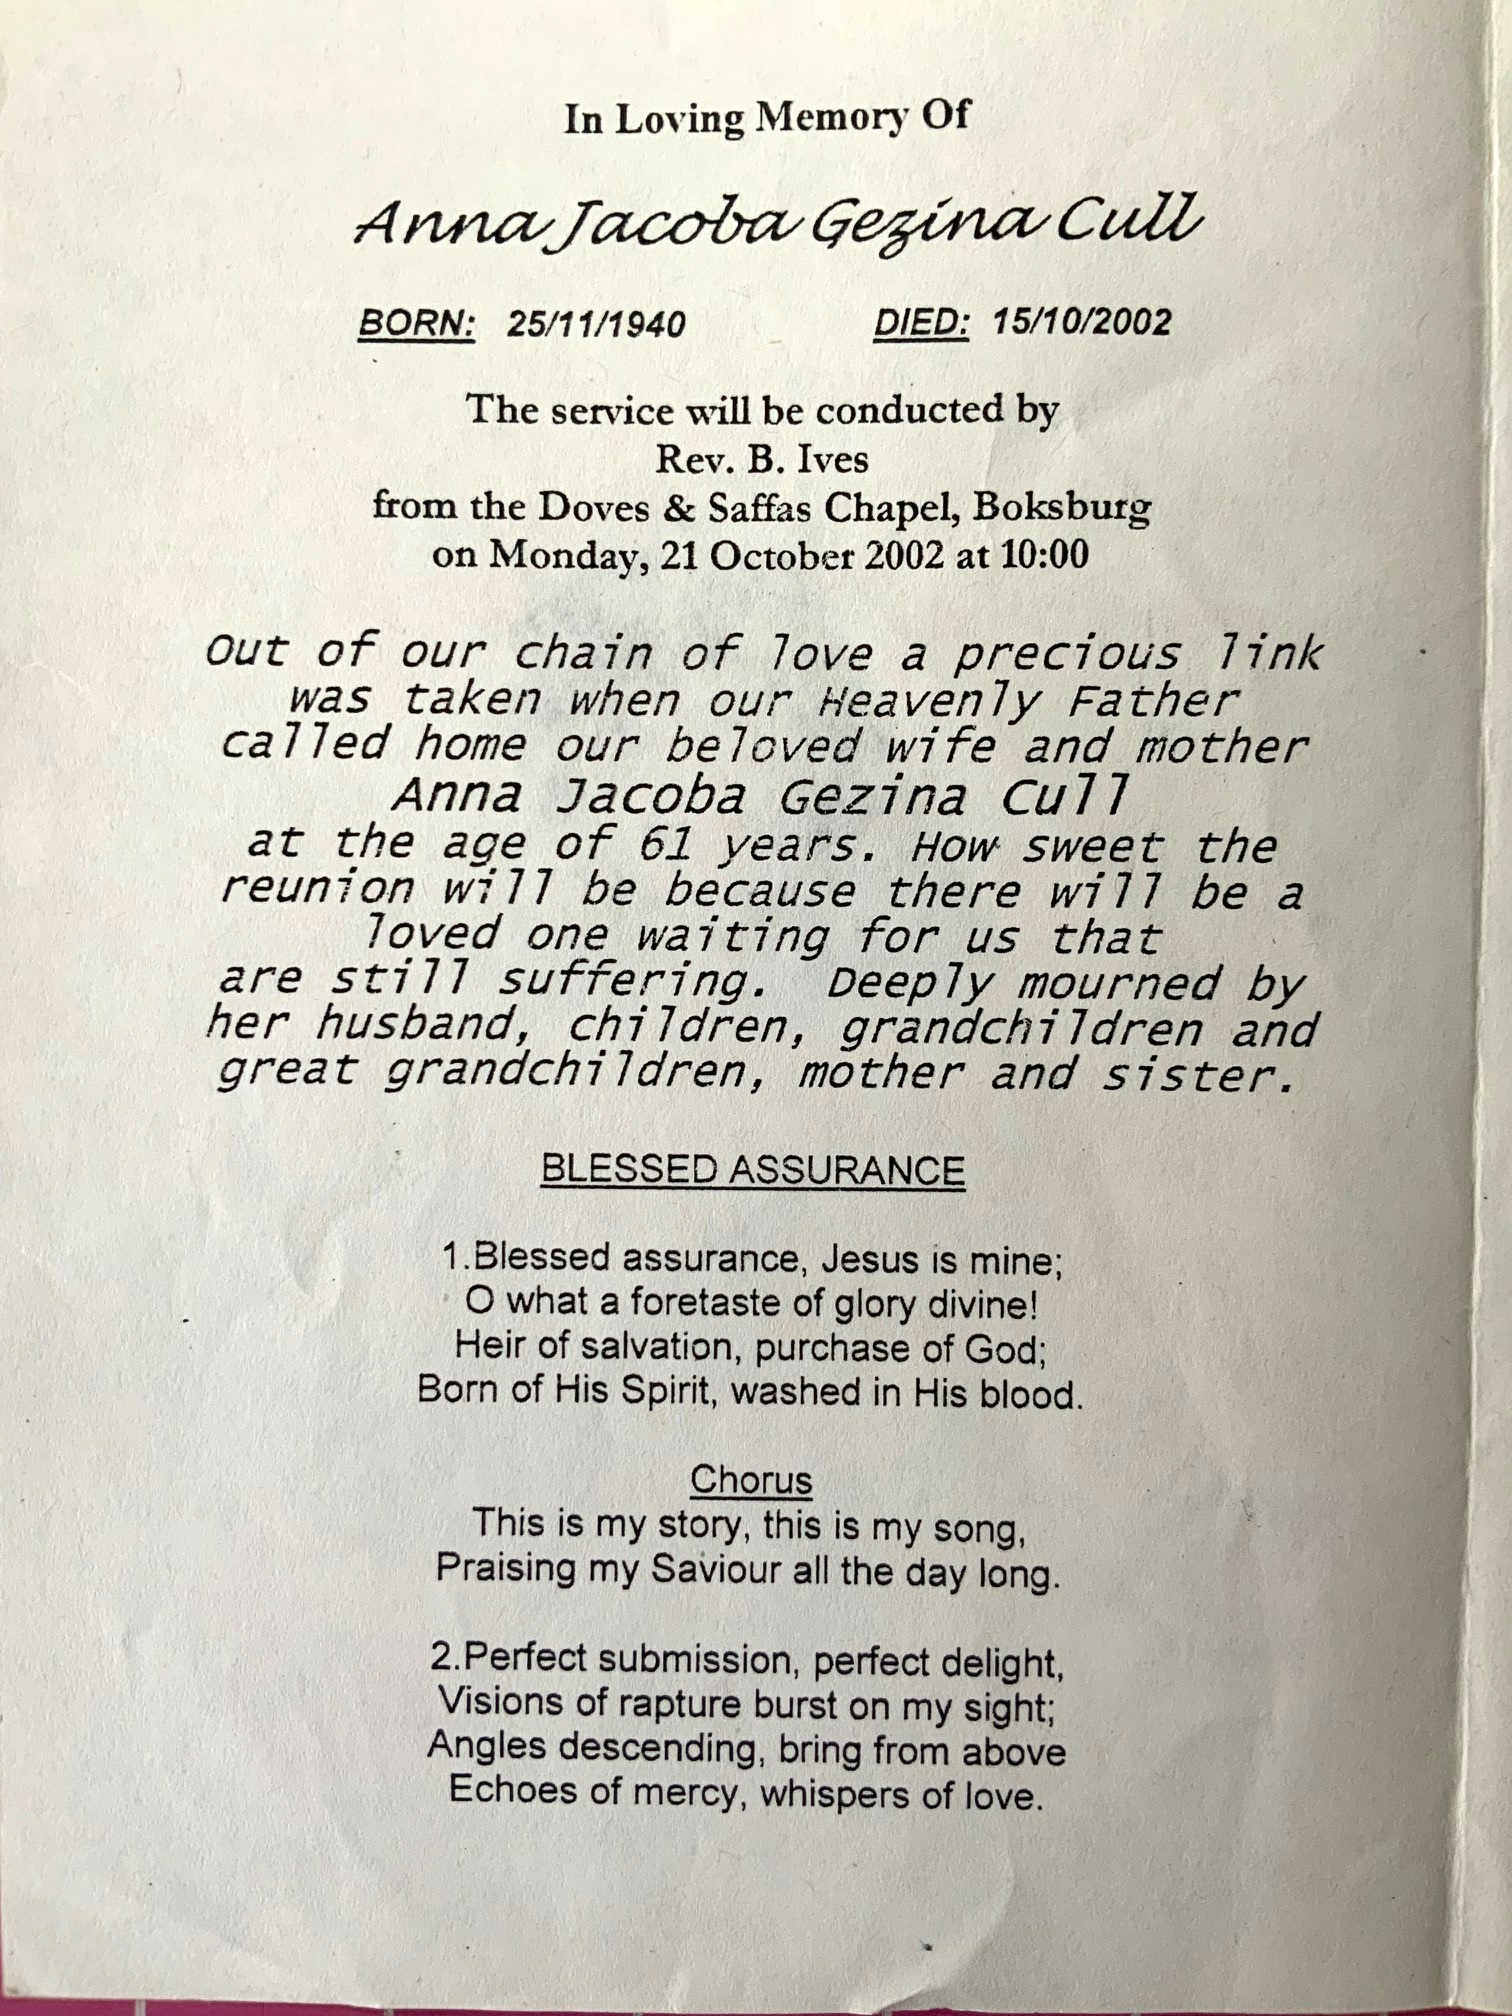 In Loving Memory Of
Anna Jacoba Gezina Cull
BORN: 25/11/1940 DIED: 15/10/2002
The service will be conducted by
Rev. B. Ives
from the Doves & Saffas Chapel, Boksburg
on Monday, 21 October 2002 at 10:00
Out of our chain of love a precious link
was taken when our Heavenly Father
called home our beloved wife and mother
Anna Jacoba Gezina Cull
at the age of 61 years. How sweet the
reunion will be because there will be a
loved one waiting for us that
are still suffering. Deeply mourned by
her husband, children, grandchildren and
great grandchildren, mother and sister.
BLESSED ASSURANCE
1.Blessed assurance, Jesus is mine;
O what a foretaste of glory divine!
Heir of salvation, purchase of God;
Born of His Spirit, washed in His blood.
Chorus
This is my story, this is my song,
Praising my Saviour all the day long.
2.Perfect submission, perfect delight,
Visions of rapture burst on my sight;
Angles descending, bring from above
Echoes of mercy, whispers of love.